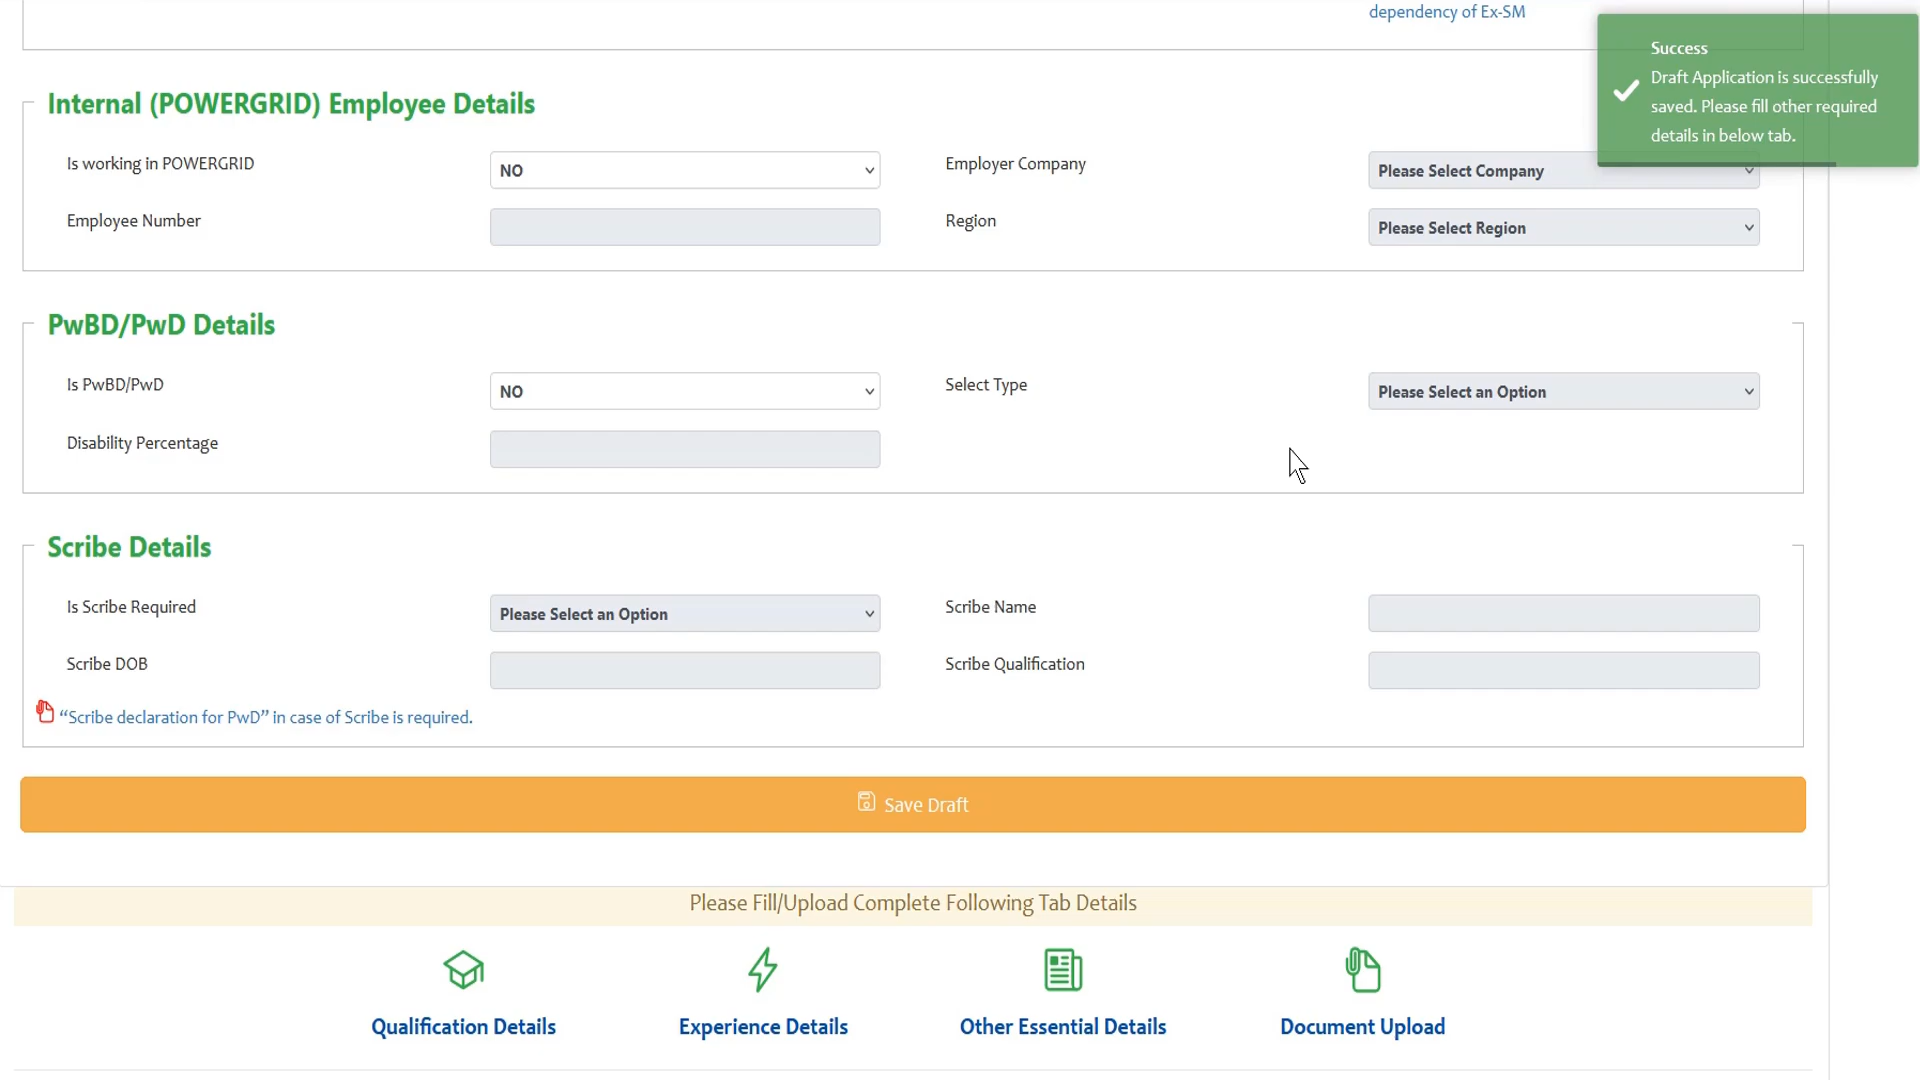 dependency of Ex-SM
Success
Draft Application is successfully
saved. Please fill other required
details in below tab.
Internal (POWERGRID) Employee Details
Is working in POWERGRID
NO
Employer Company
Please Select Company
Employee Number
Region
Please Select Region
PwBD/PwD Details
Is PwBD/PwD
NO
Select Type
Please Select an Option
Disability Percentage
Scribe Details
Is Scribe Required
Please Select an Option
Scribe Name
Scribe DOB
Scribe Qualification
“Scribe declaration for PwD” in case of Scribe is required.
Save Draft
Please Fill/Upload Complete Following Tab Details
Qualification Details
Experience Details
Other Essential Details
Document Upload